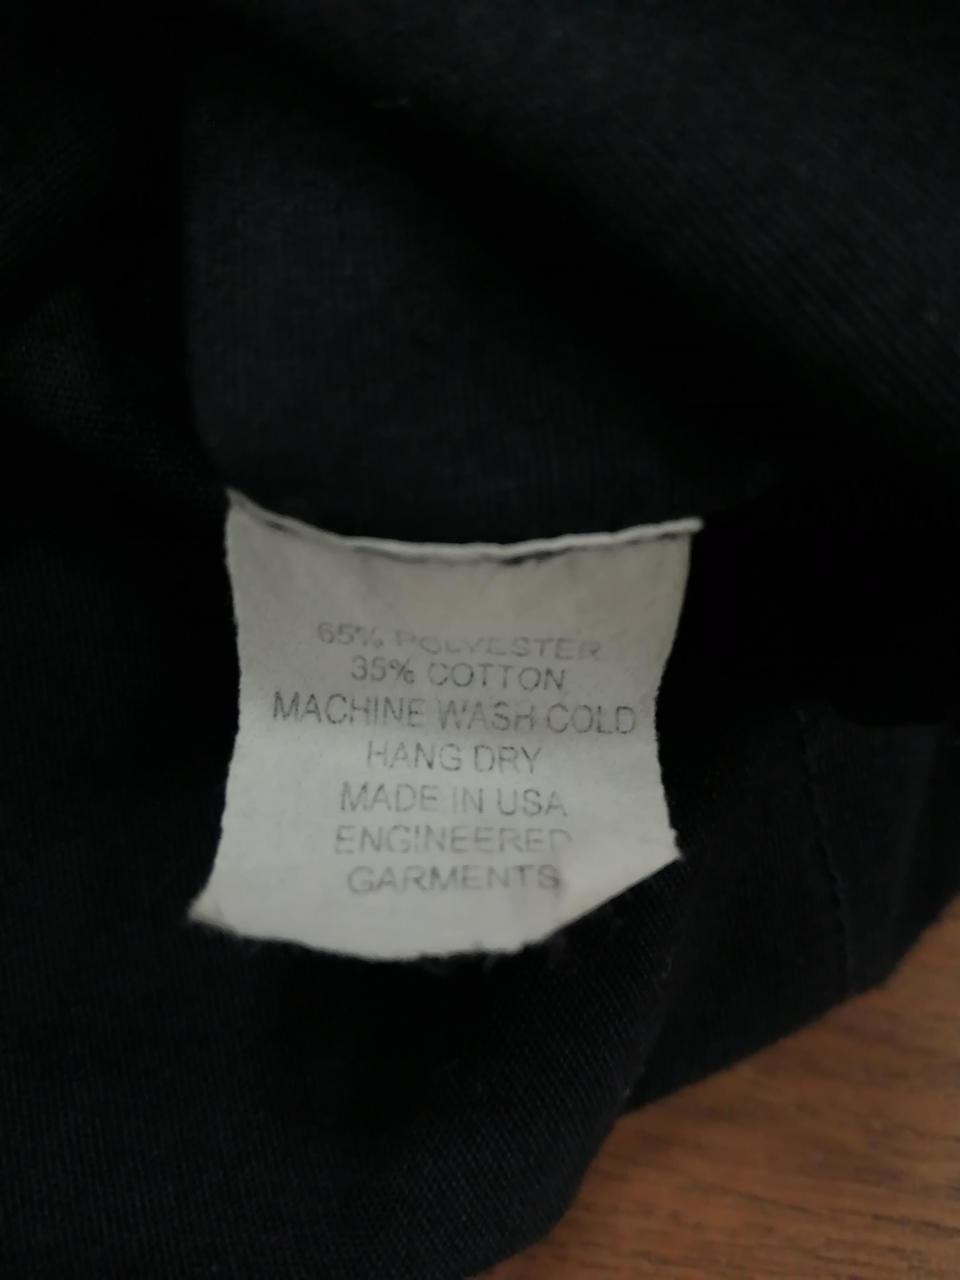 65% POLYESTER
35% COTTON
MACHINE WASH COLD
HANG DRY
MADE IN USA
ENGINEERED
GARMENTS